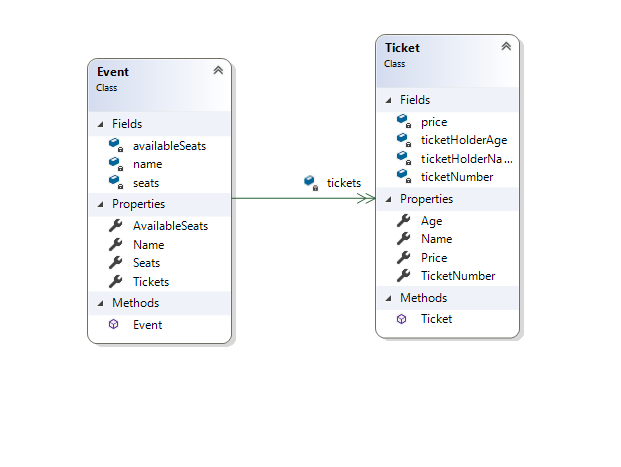 Event
Class
Fields
availableSeats
name
seats
Properties
AvailableSeats
Name
Seats
Tickets
Methods
Event
tickets
Ticket
Class
Fields
price
ticketHolderAge
ticketHolderNa...
ticketNumber
Properties
Age
Name
Price
TicketNumber
Methods
Ticket